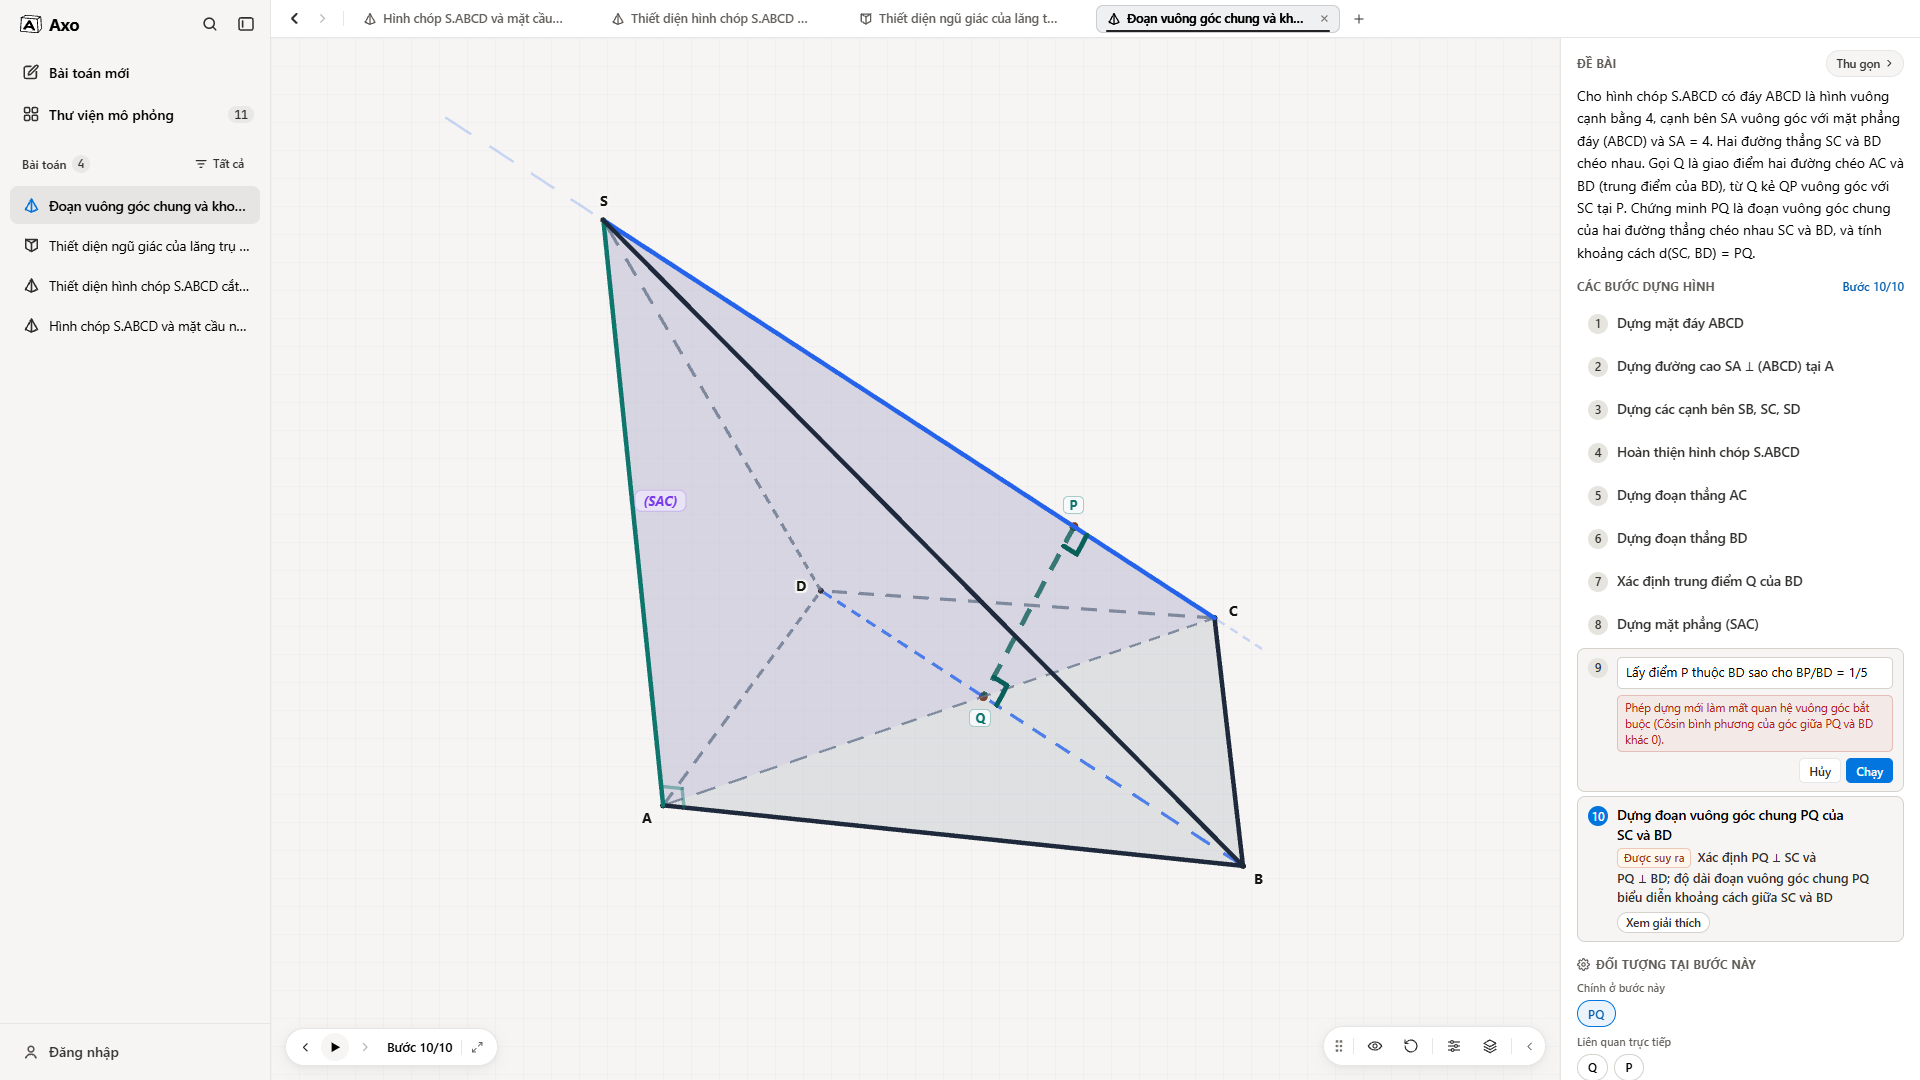 Axo
Bài toán mới
Thư viện mô phỏng 11
Bài toán 4 Tất cả
Đoạn vuông góc chung và kho...
Thiết diện ngũ giác của lăng trụ ...
Thiết diện hình chóp S.ABCD cắt...
Hình chóp S.ABCD và mặt cầu n...
Đăng nhập
Hình chóp S.ABCD và mặt cầu...
Thiết diện hình chóp S.ABCD ...
Thiết diện ngũ giác của lăng t...
Đoạn vuông góc chung và kh...
S
(SAC)
P
D
C
Q
A
B
Bước 10/10
ĐỀ BÀI
Thu gọn
Cho hình chóp S.ABCD có đáy ABCD là hình vuông
cạnh bằng 4, cạnh bên SA vuông góc với mặt phẳng
đáy (ABCD) và SA = 4. Hai đường thẳng SC và BD
chéo nhau. Gọi Q là giao điểm hai đường chéo AC và
BD (trung điểm của BD), từ Q kẻ QP vuông góc với
SC tại P. Chứng minh PQ là đoạn vuông góc chung
của hai đường thẳng chéo nhau SC và BD, và tính
khoảng cách d(SC, BD) = PQ.
CÁC BƯỚC DỰNG HÌNH
Bước 10/10
1 Dựng mặt đáy ABCD
2 Dựng đường cao SA ⊥ (ABCD) tại A
3 Dựng các cạnh bên SB, SC, SD
4 Hoàn thiện hình chóp S.ABCD
5 Dựng đoạn thẳng AC
6 Dựng đoạn thẳng BD
7 Xác định trung điểm Q của BD
8 Dựng mặt phẳng (SAC)
9 Lấy điểm P thuộc BD sao cho BP/BD = 1/5
Phép dựng mới làm mất quan hệ vuông góc bắt
buộc (Côsin bình phương của góc giữa PQ và BD
khác 0).
Hủy Chạy
10 Dựng đoạn vuông góc chung PQ của
SC và BD
Được suy ra Xác định PQ ⊥ SC và
PQ ⊥ BD; độ dài đoạn vuông góc chung PQ
biểu diễn khoảng cách giữa SC và BD
Xem giải thích
ĐỐI TƯỢNG TẠI BƯỚC NÀY
Chính ở bước này
PQ
Liên quan trực tiếp
Q P